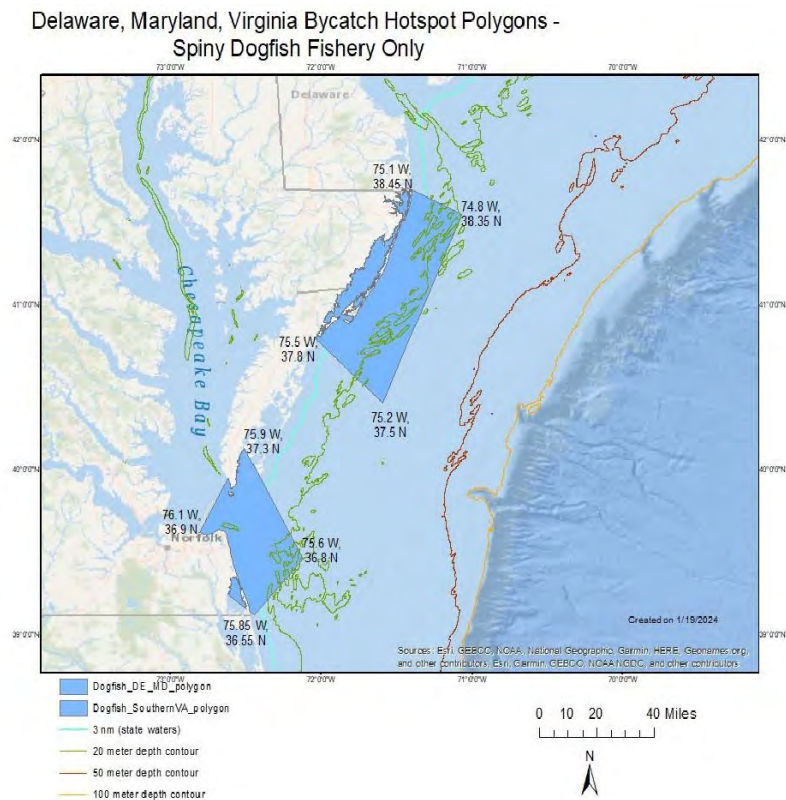 Delaware, Maryland, Virginia Bycatch Hotspot Polygons -
Spiny Dogfish Fishery Only
73°0'0"W
72°0'0"W
71°0'0"W
70°0'0"W
Delaware
42°0'0"N
42°0'0"N
75.1 W,
38.45 N
74.8 W,
38.35 N
41°0'0"N
41°0'0"N
Chesapeake Bay
75.5 W,
37.8 N
75.2 W,
37.5 N
75.9 W,
37.3 N
40°0'0"N
40°0'0"N
76.1 W,
36.9 N
Norfolk
75.6 W,
36.8 N
75.85 W,
36.55 N
Created on 1/19/2024
39°0'0"N
39°0'0"N
Sources: Esri, GEBCO, NOAA, National Geographic, Garmin, HERE, Geonames.org,
and other contributors, Esri, Garmin, GEBCO, NOAA NGDC, and other contributors
73°0'0"W
72°0'0"W
71°0'0"W
70°0'0"W
Dogfish_DE_MD_polygon
Dogfish_SouthernVA_polygon
3 nm (state waters)
20 meter depth contour
50 meter depth contour
100 meter depth contour
0 10 20 40 Miles
N